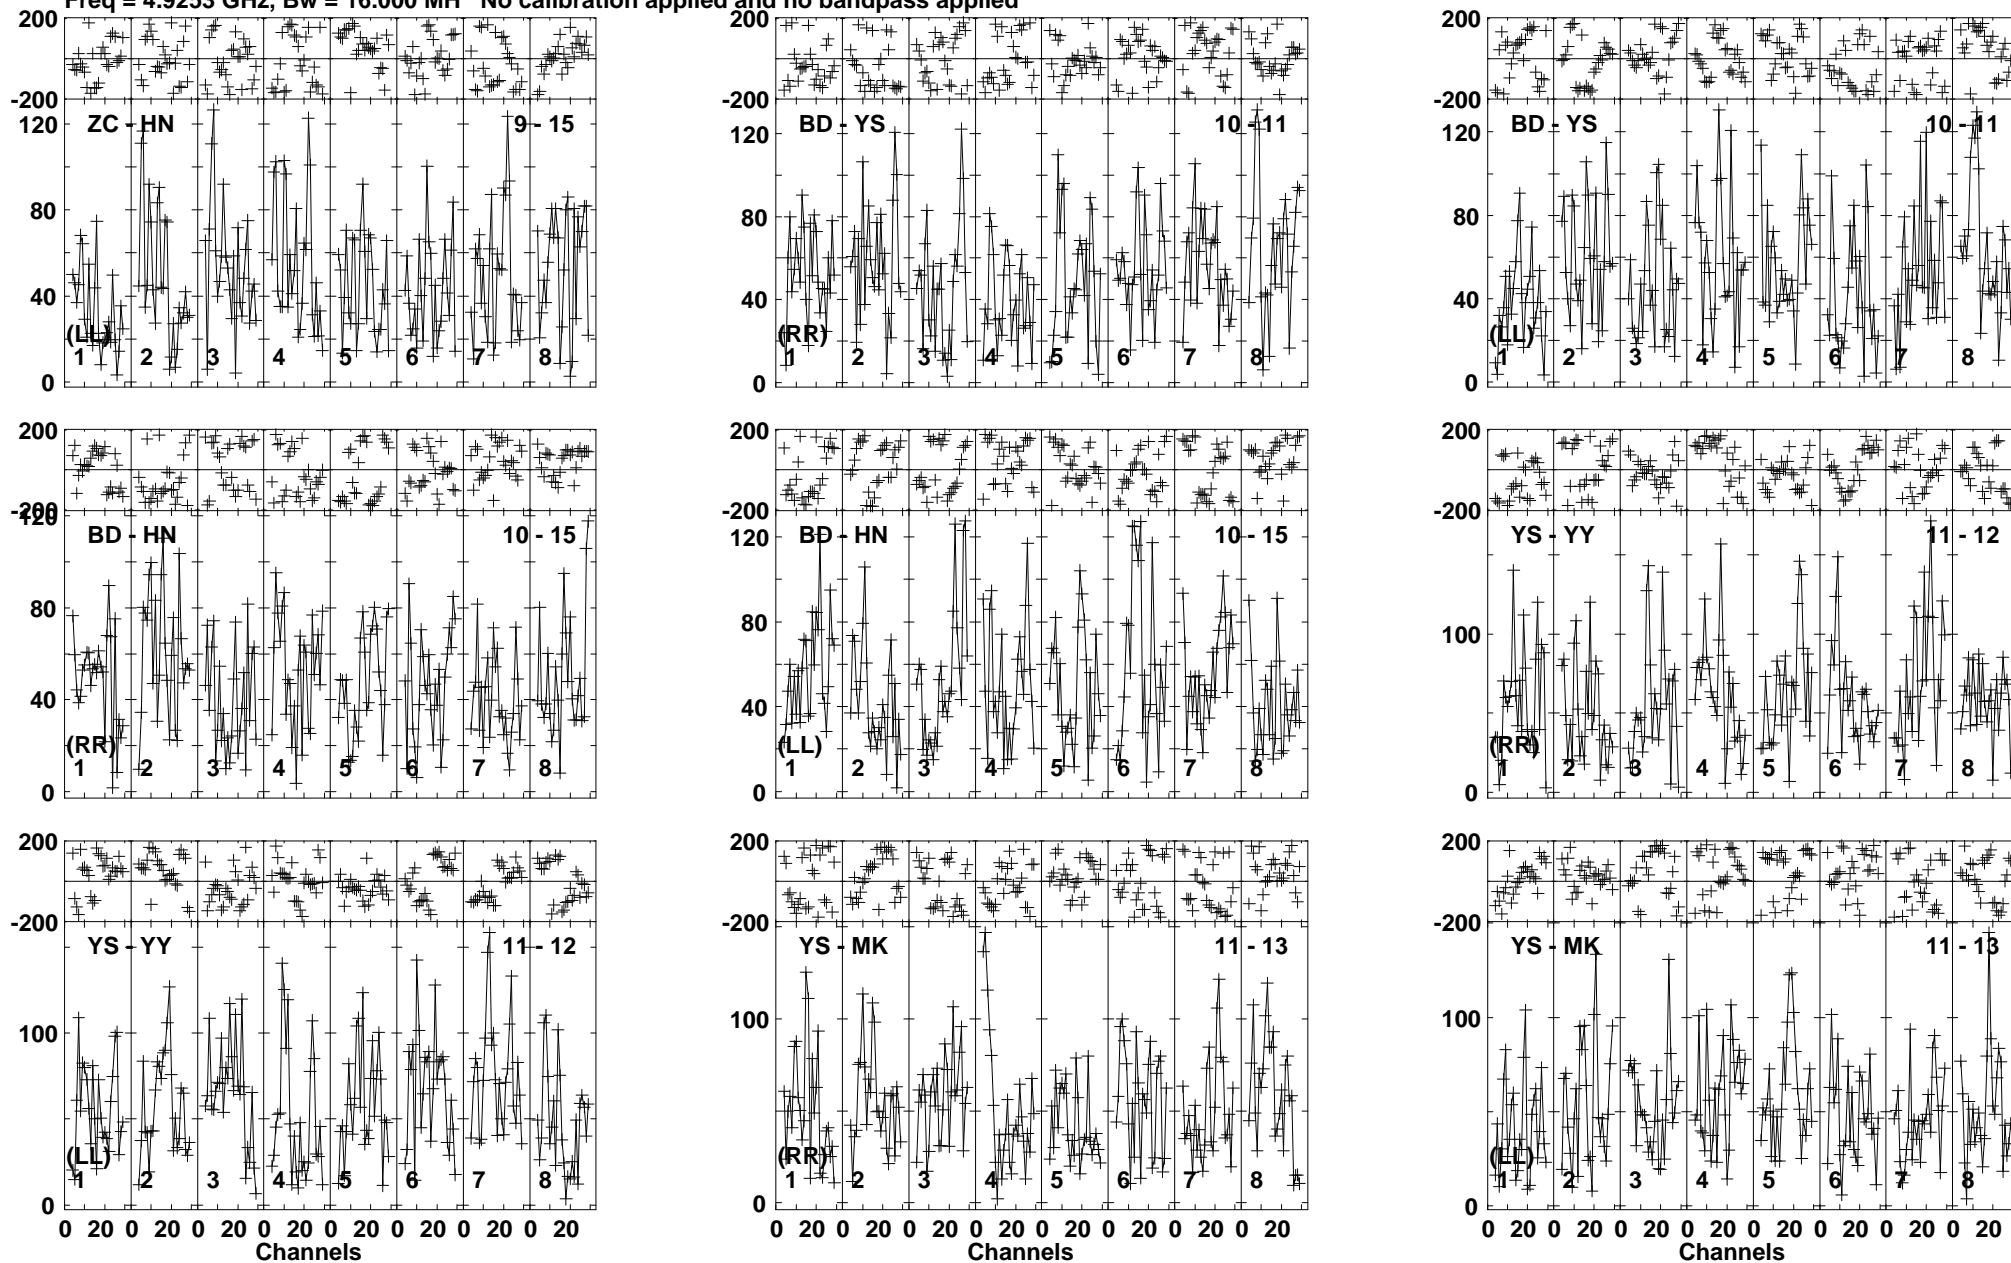 Freq = 4.9253 GHz, Bw = 16.000 MH No calibration applied and no bandpass applied
200 200 200
-200 -200 -200
ZC - HN 9 - 15 BD - YS 10 - 11 BD - YS 10 - 11
120 120 120
80 80 80
40 40 40
(LL) (RR) (LL)
1 2 3 4 5 6 7 8 1 2 3 4 5 6 7 8 1 2 3 4 5 6 7 8
0 0 0
200 200 200
-200 -200 -200
120
BD - HN 10 - 15 BD - HN 10 - 15 YS - YY 11 - 12
120
80 80 100
40 40
(RR) (LL) (RR)
1 2 3 4 5 6 7 8 1 2 3 4 5 6 7 8 1 2 3 4 5 6 7 8
0 0 0
200 200 200
-200 -200 -200
YS - YY 11 - 12 YS - MK 11 - 13 YS - MK 11 - 13
100 100 100
(LL) (RR) (LL)
1 2 3 4 5 6 7 8 1 2 3 4 5 6 7 8 1 2 3 4 5 6 7 8
0 0 0
0 20 0 20 0 20 0 20 0 20 0 20 0 20 0 20 0 20 0 20 0 20 0 20 0 20 0 20 0 20 0 20 0 20 0 20 0 20 0 20 0 20 0 20 0 20 0 20
Channels Channels